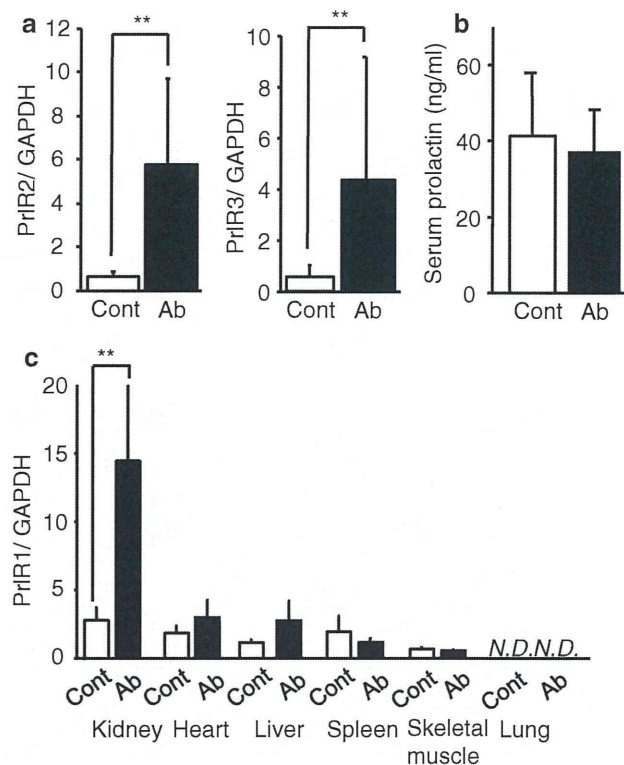 a
**
12
10
8
6
4
2
0
PrlR2/ GAPDH
Cont Ab
**
10
8
6
4
2
0
PrlR3/ GAPDH
Cont Ab
b
60
40
20
0
Serum prolactin (ng/ml)
Cont Ab
c
**
20
15
10
5
0
PrlR1/ GAPDH
N.D. N.D.
Cont Ab Cont Ab Cont Ab Cont Ab Cont Ab Cont Ab
Kidney Heart Liver Spleen Skeletal Lung
muscle